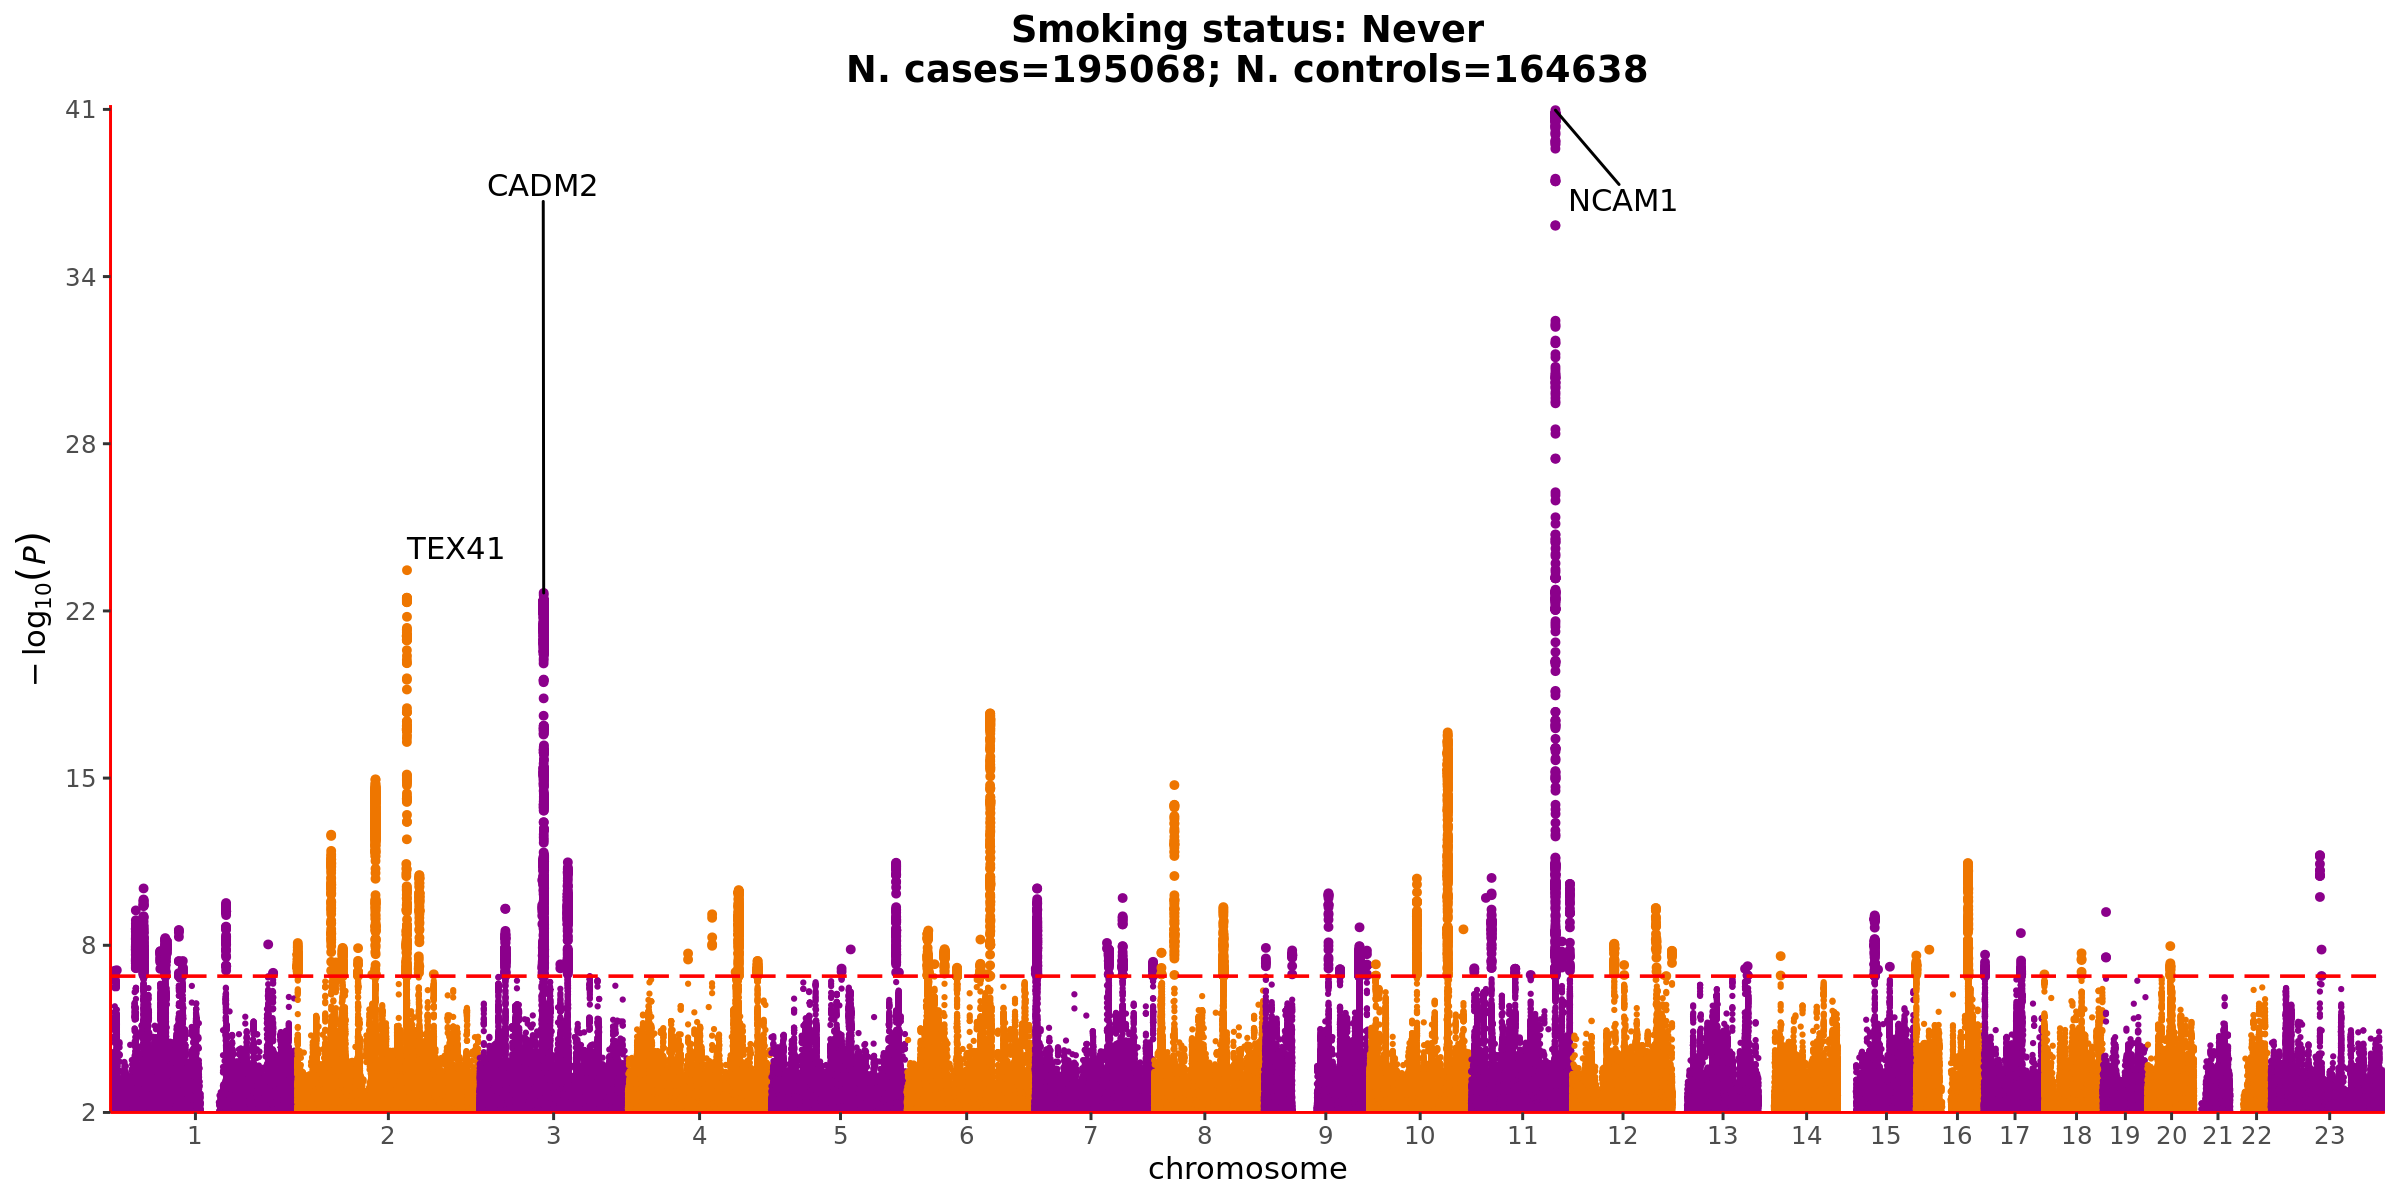 Smoking status: Never
N. cases=195068; N. controls=164638
41
34
28
22
15
8
2
−log10(P)
CADM2
NCAM1
TEX41
1 2 3 4 5 6 7 8 9 10 11 12 13 14 15 16 17 18 19 20 21 22 23
chromosome